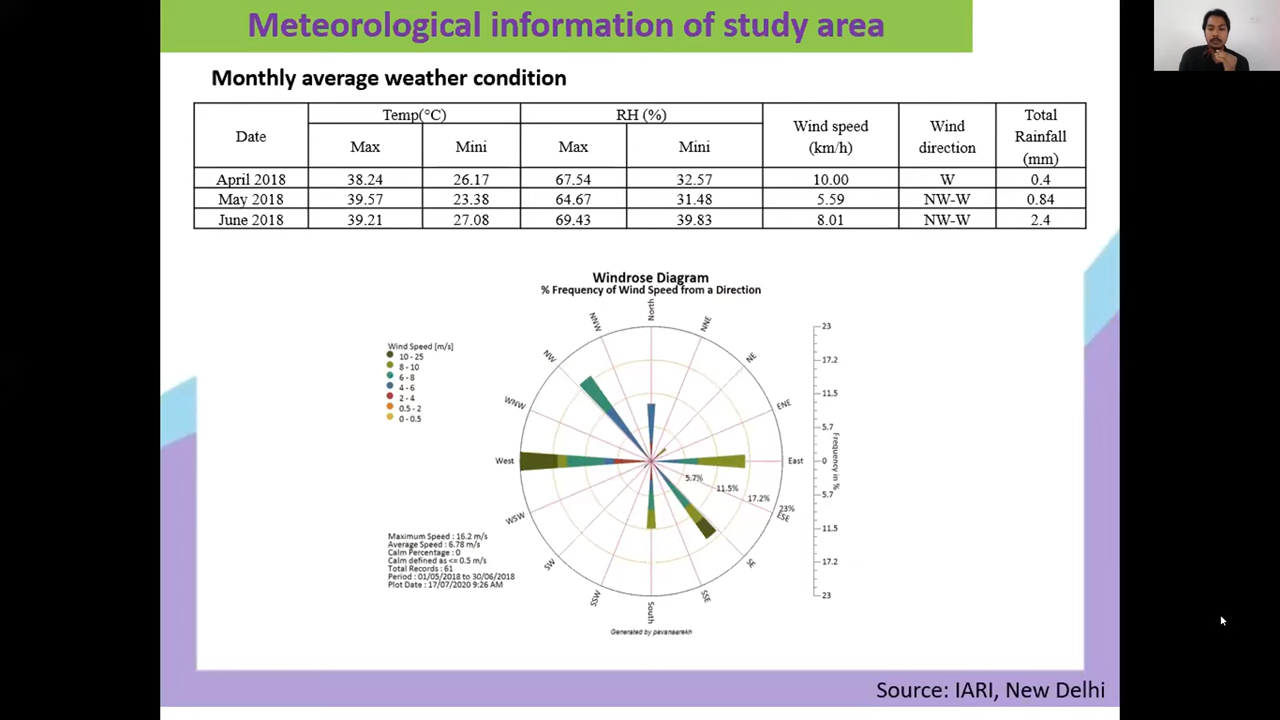 Meteorological information of study area
Monthly average weather condition
Date Temp(°C) RH (%) Wind speed (km/h) Wind direction Total Rainfall (mm)
Max Mini Max Mini
April 2018 38.24 26.17 67.54 32.57 10.00 W 0.4
May 2018 39.57 23.38 64.67 31.48 5.59 NW-W 0.84
June 2018 39.21 27.08 69.43 39.83 8.01 NW-W 2.4
Windrose Diagram
% Frequency of Wind Speed from a Direction
Wind Speed [m/s]
10 - 25
8 - 10
6 - 8
4 - 6
2 - 4
0.5 - 2
0 - 0.5
North
NNE
NE
ENE
East
ESE
SE
SSE
South
SSW
SW
WSW
West
WNW
NW
NNW
5.7%
11.5%
17.2%
23%
23
17.2
11.5
5.7
0
5.7
11.5
17.2
23
Frequency in %
Maximum Speed : 16.2 m/s
Average Speed : 6.78 m/s
Calm Percentage : 0
Calm defined as <= 0.5 m/s
Total Records : 61
Period : 01/05/2018 to 30/06/2018
Plot Date : 17/07/2020 9:26 AM
Generated by pavanaarekh
Source: IARI, New Delhi